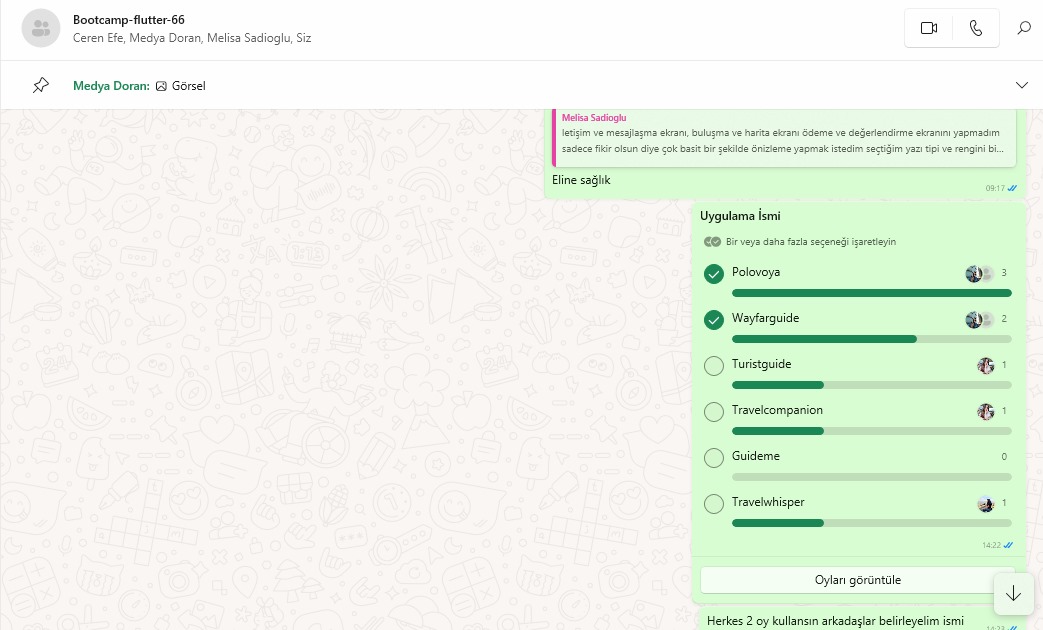 Bootcamp-flutter-66
Ceren Efe, Medya Doran, Melisa Sadioglu, Siz
Medya Doran: Görsel
Melisa Sadioglu
letişim ve mesajlaşma ekranı, buluşma ve harita ekranı ödeme ve değerlendirme ekranını yapmadım
sadece fikir olsun diye çok basit bir şekilde önizleme yapmak istedim seçtiğim yazı tipi ve rengini bi...
Eline sağlık
09:17
Uygulama İsmi
Bir veya daha fazla seçeneği işaretleyin
Polovoya 3
Wayfarguide 2
Turistguide 1
Travelcompanion 1
Guideme 0
Travelwhisper 1
14:22
Oyları görüntüle
Herkes 2 oy kullansın arkadaşlar belirleyelim ismi
14:23